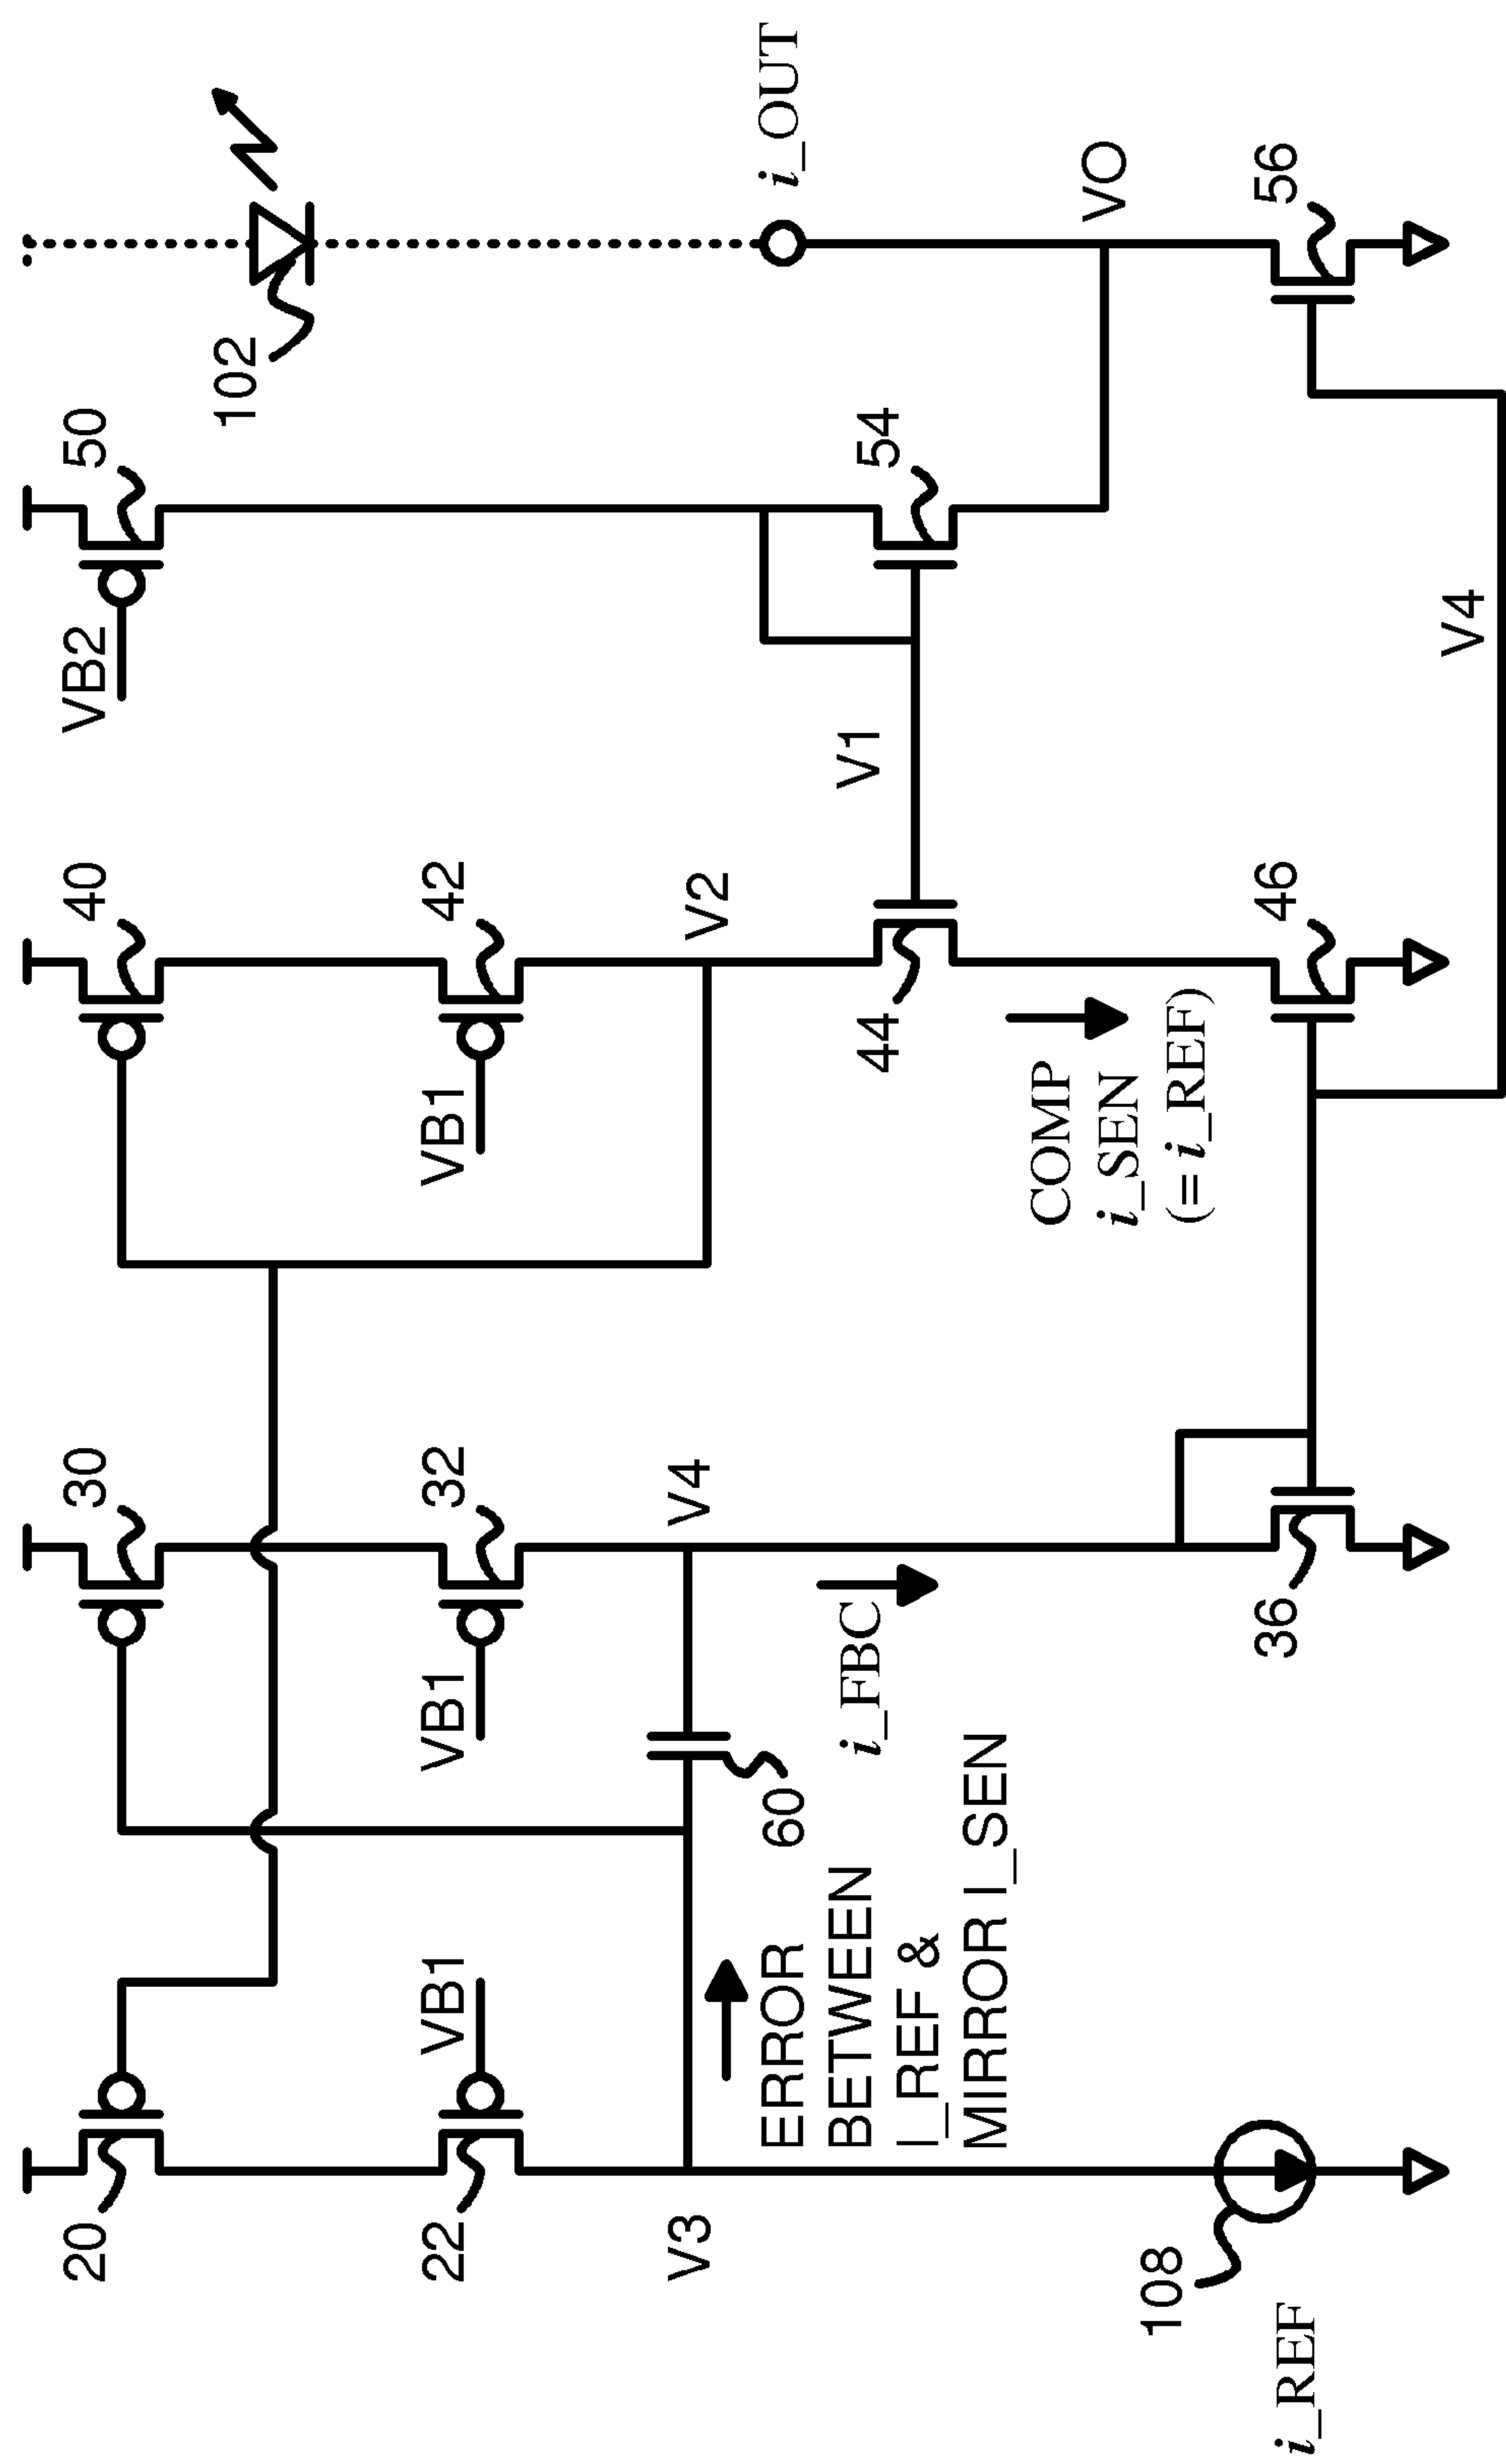 20
30
40
VB2
50
102
22
VB1
VB1
32
VB1
42
V3
V4
V2
i_OUT
60
ERROR
BETWEEN
I_REF &
MIRROR I_SEN
i_FBC
V1
44
54
COMP
i_SEN
(= i_REF)
VO
108
i_REF
36
46
56
V4